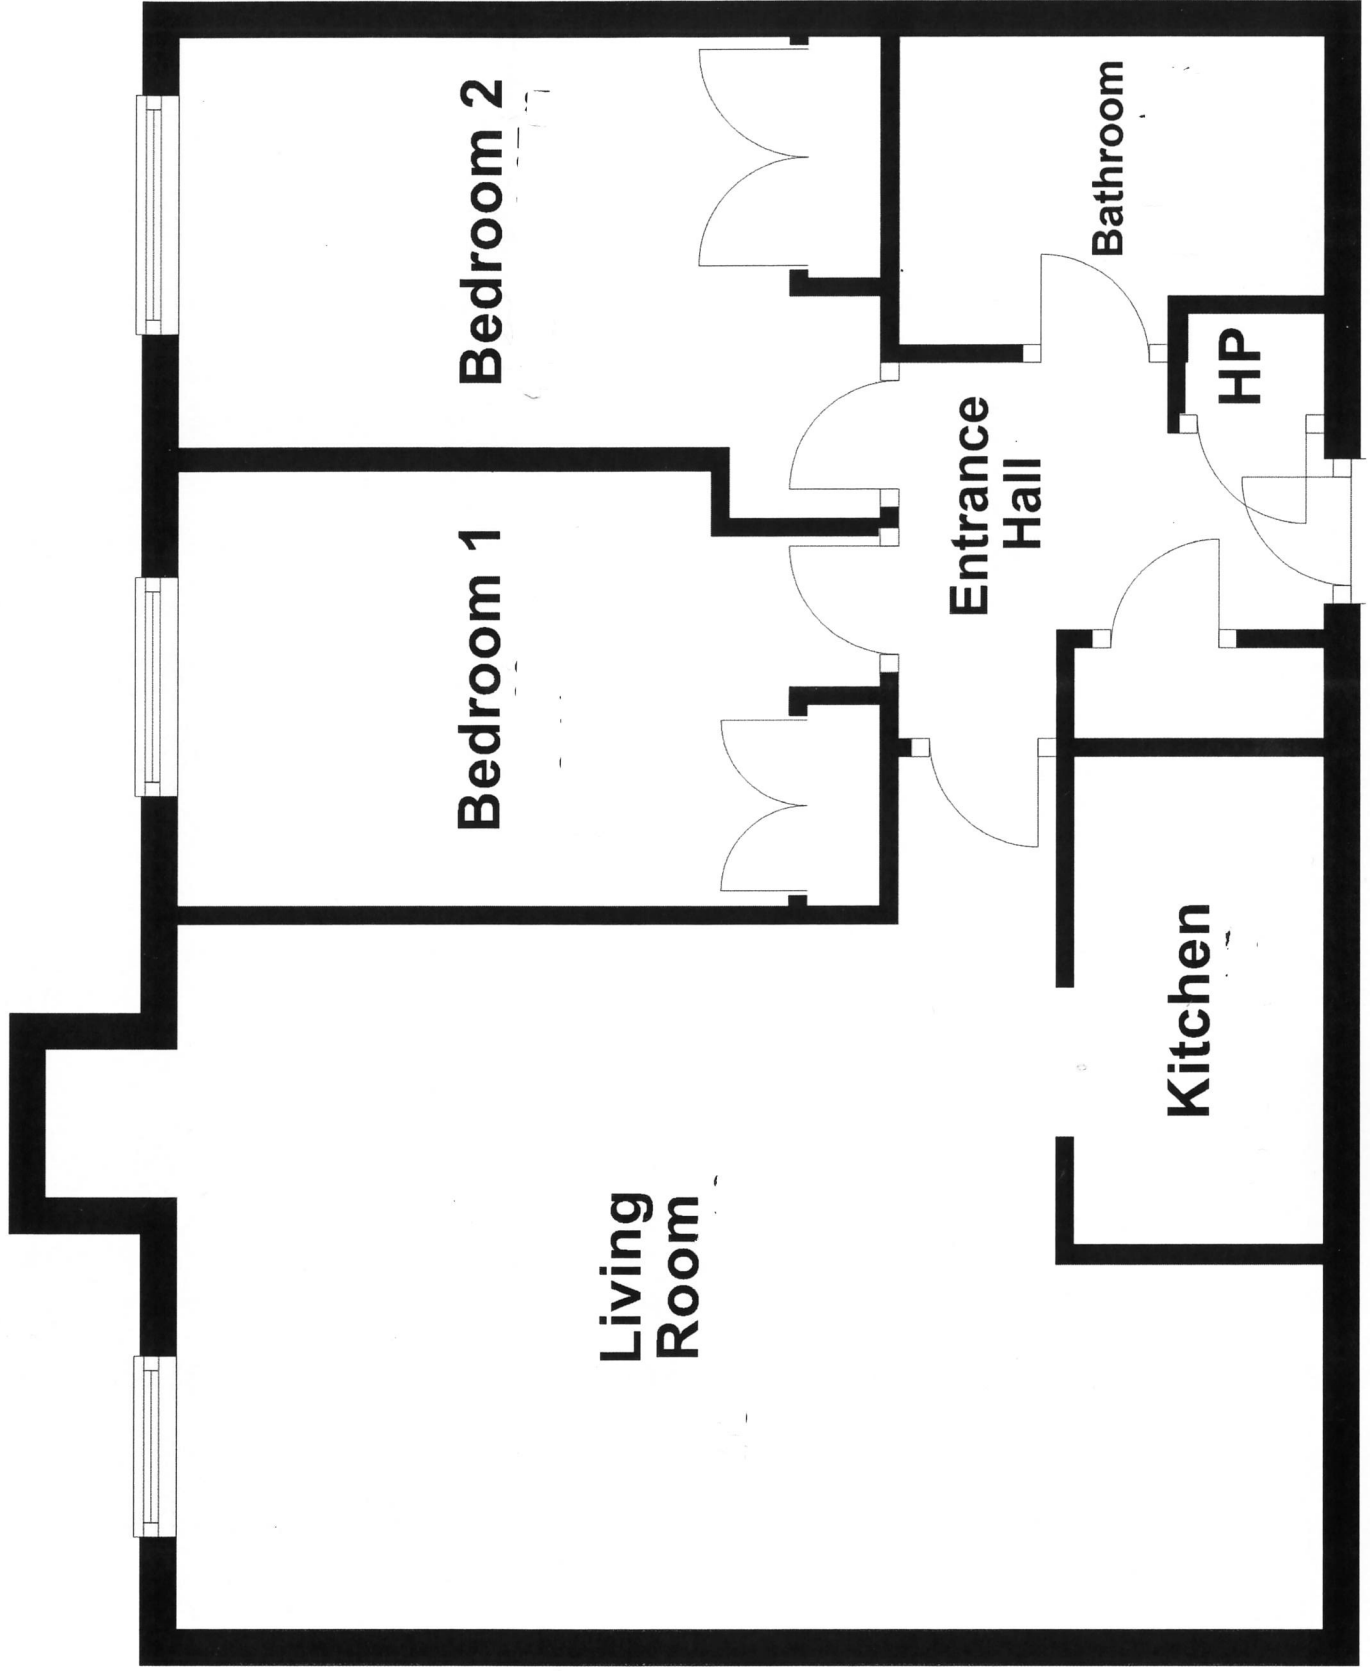 Bedroom 2
Bathroom
HP
Entrance
Hall
Bedroom 1
Kitchen
Living
Room